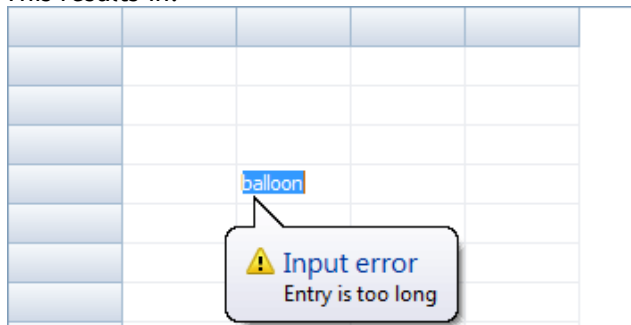 This results in:
balloon
Input error
Entry is too long